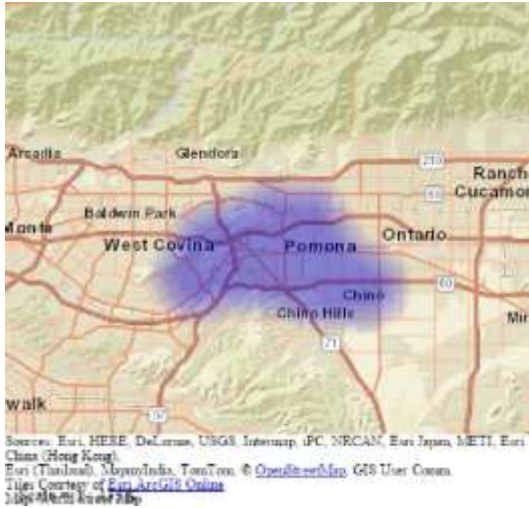 Arcadia
Glendora
210
Ranch
Cucamon
Baldwin Park
Monte
West Covina
Pomona
Ontario
60
Chino
Chino Hills
Mir
71
walk
Sources: Esri, HERE, DeLorme, USGS, Intermap, iPC, NRCAN, Esri Japan, METI, Esri
China (Hong Kong),
Esri (Thailand), MapmyIndia, TomTom, © OpenStreetMap, GIS User Comm.
Tiles Courtesy of Esri ArcGIS Online